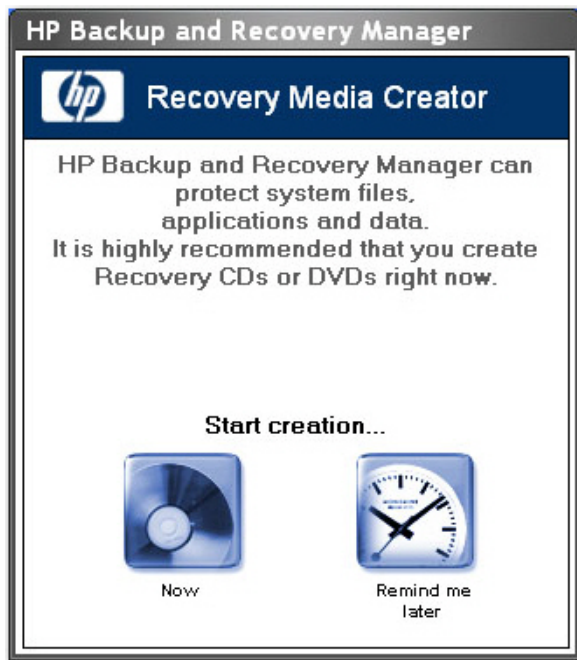 HP Backup and Recovery Manager
hp Recovery Media Creator
HP Backup and Recovery Manager can
protect system files,
applications and data.
It is highly recommended that you create
Recovery CDs or DVDs right now.
Start creation...
Now
Remind me
later